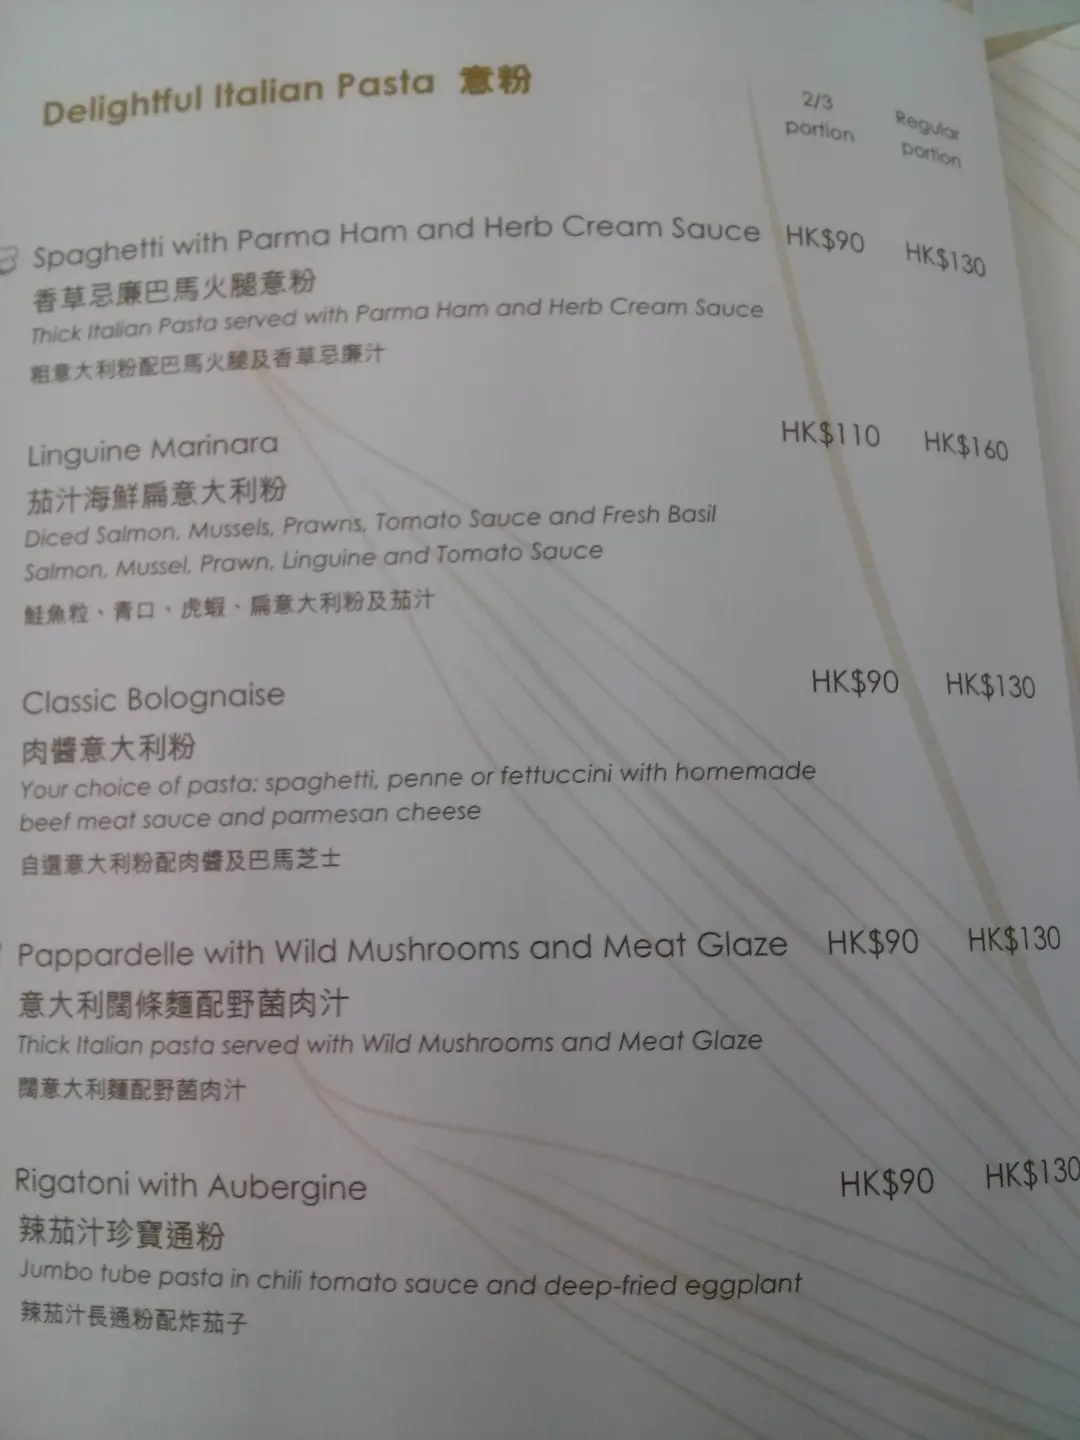 Delightful Italian Pasta 意粉
2/3 portion
Regular portion
Spaghetti with Parma Ham and Herb Cream Sauce HK$90 HK$130
香草忌廉巴馬火腿意粉
Thick Italian Pasta served with Parma Ham and Herb Cream Sauce
粗意大利粉配巴馬火腿及香草忌廉汁
Linguine Marinara HK$110 HK$160
茄汁海鮮扁意大利粉
Diced Salmon, Mussels, Prawns, Tomato Sauce and Fresh Basil
Salmon, Mussel, Prawn, Linguine and Tomato Sauce
鮭魚粒、青口、虎蝦、扁意大利粉及茄汁
Classic Bolognaise HK$90 HK$130
肉醬意大利粉
Your choice of pasta: spaghetti, penne or fettuccini with homemade
beef meat sauce and parmesan cheese
自選意大利粉配肉醬及巴馬芝士
Pappardelle with Wild Mushrooms and Meat Glaze HK$90 HK$130
意大利闊條麵配野菌肉汁
Thick Italian pasta served with Wild Mushrooms and Meat Glaze
闊意大利麵配野菌肉汁
Rigatoni with Aubergine HK$90 HK$130
辣茄汁珍寶通粉
Jumbo tube pasta in chili tomato sauce and deep-fried eggplant
辣茄汁長通粉配炸茄子